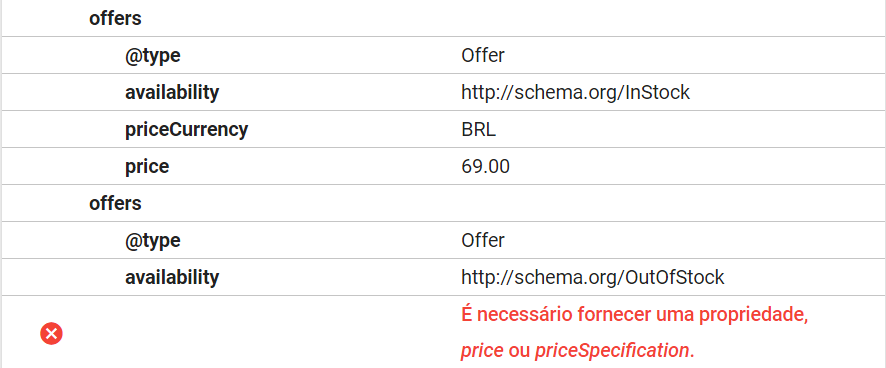 offers
@type Offer
availability http://schema.org/InStock
priceCurrency BRL
price 69.00
offers
@type Offer
availability http://schema.org/OutOfStock
É necessário fornecer uma propriedade,
price ou priceSpecification.